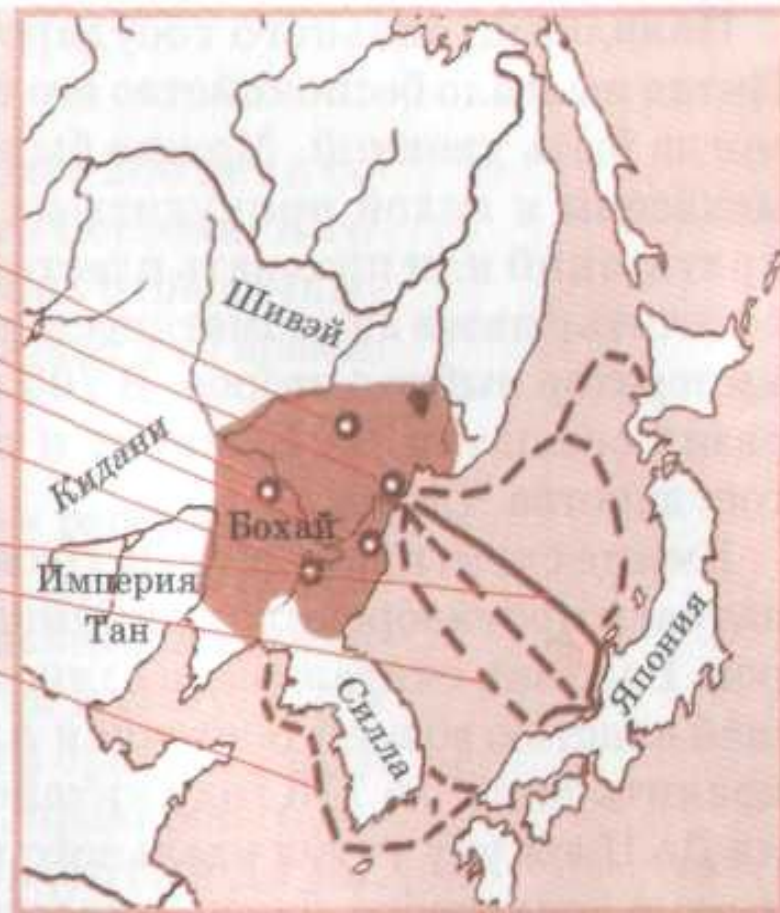 Шивэй
Кидани
Бохай
Империя
Тан
Силла
Япония